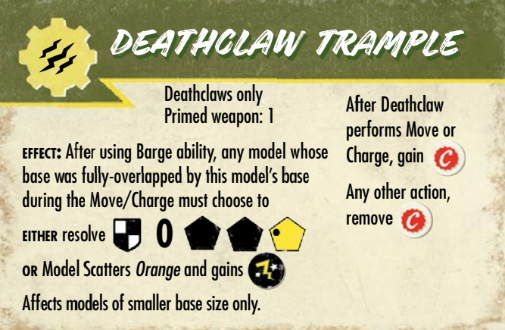 DEATHCLAW TRAMPLE
Deathclaws only
Primed weapon: 1
EFFECT: After using Barge ability, any model whose
base was fully-overlapped by this model's base
during the Move/Charge must choose to
EITHER resolve 0
OR Model Scatters Orange and gains
Affects models of smaller base size only.
After Deathclaw
performs Move or
Charge, gain C
Any other action,
remove C